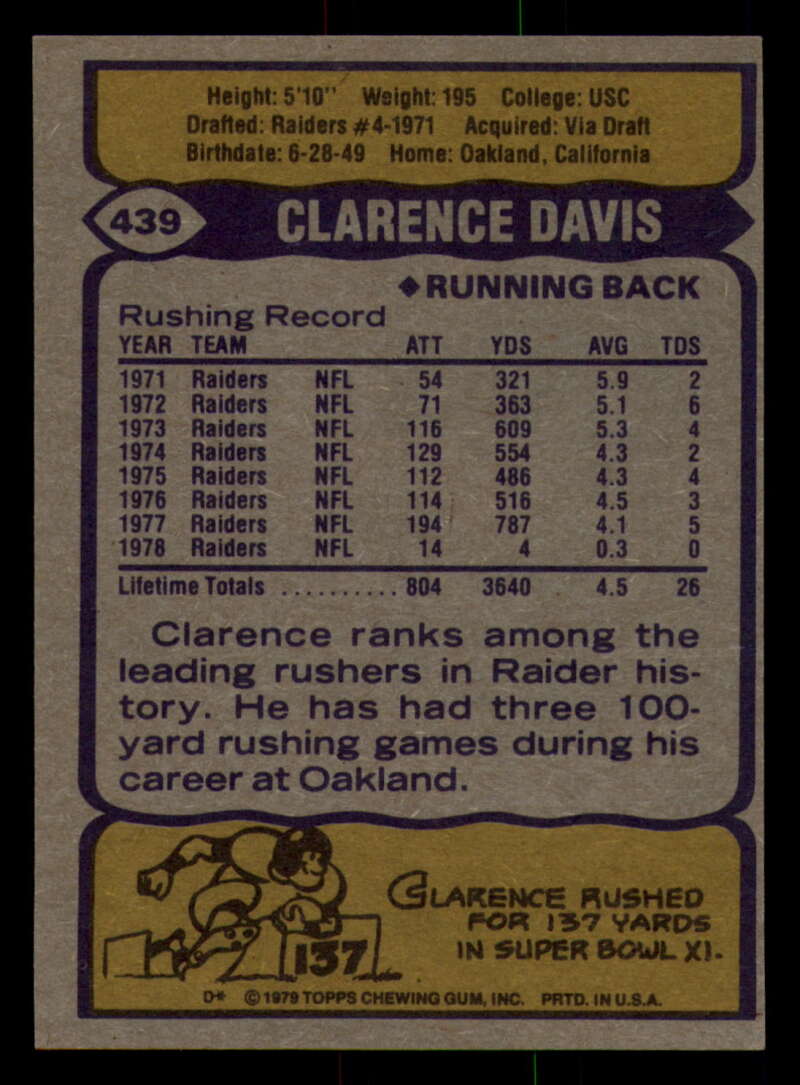 Height: 5'10" Weight: 195 College: USC
Drafted: Raiders #4-1971 Acquired: Via Draft
Birthdate: 6-28-49 Home: Oakland, California
439 CLARENCE DAVIS
◆RUNNING BACK
Rushing Record
YEAR TEAM ATT YDS AVG TDS
1971 Raiders NFL 54 321 5.9 2
1972 Raiders NFL 71 363 5.1 6
1973 Raiders NFL 116 609 5.3 4
1974 Raiders NFL 129 554 4.3 2
1975 Raiders NFL 112 486 4.3 4
1976 Raiders NFL 114 516 4.5 3
1977 Raiders NFL 194 787 4.1 5
1978 Raiders NFL 14 4 0.3 0
Lifetime Totals .......... 804 3640 4.5 26
Clarence ranks among the
leading rushers in Raider his-
tory. He has had three 100-
yard rushing games during his
career at Oakland.
CLARENCE RUSHED
FOR 137 YARDS
IN SUPER BOWL XI.
137
D* © 1979 TOPPS CHEWING GUM, INC. PRTD. IN U.S.A.